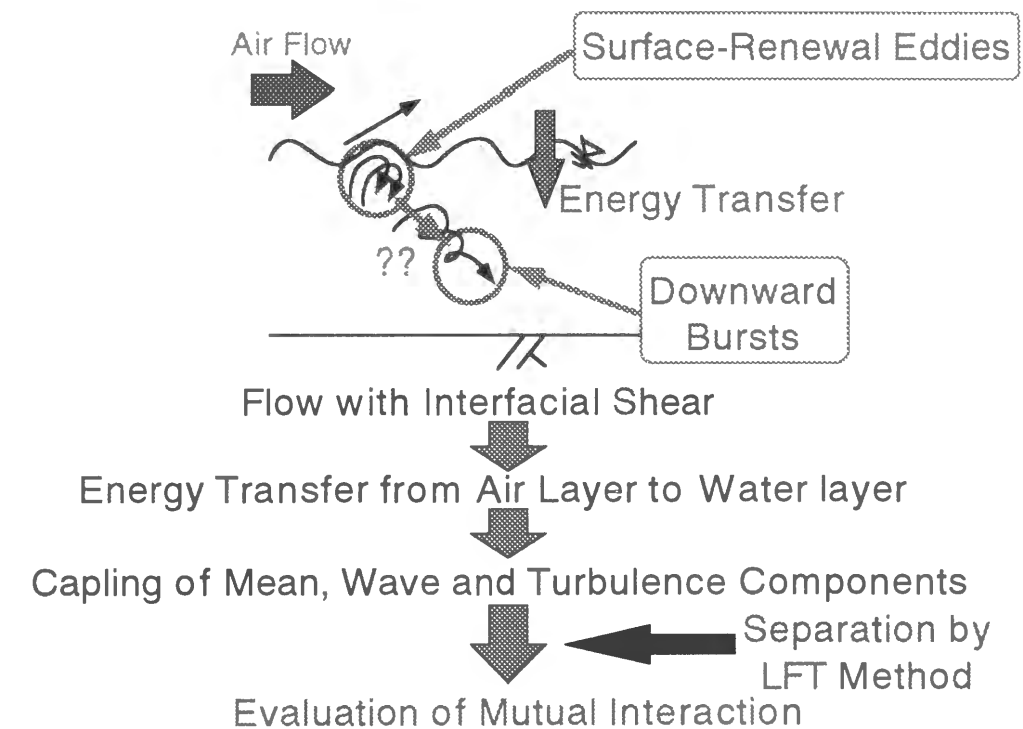 Air Flow
Surface-Renewal Eddies
Energy Transfer
??
Downward
Bursts
Flow with Interfacial Shear
Energy Transfer from Air Layer to Water layer
Capling of Mean, Wave and Turbulence Components
Separation by
LFT Method
Evaluation of Mutual Interaction